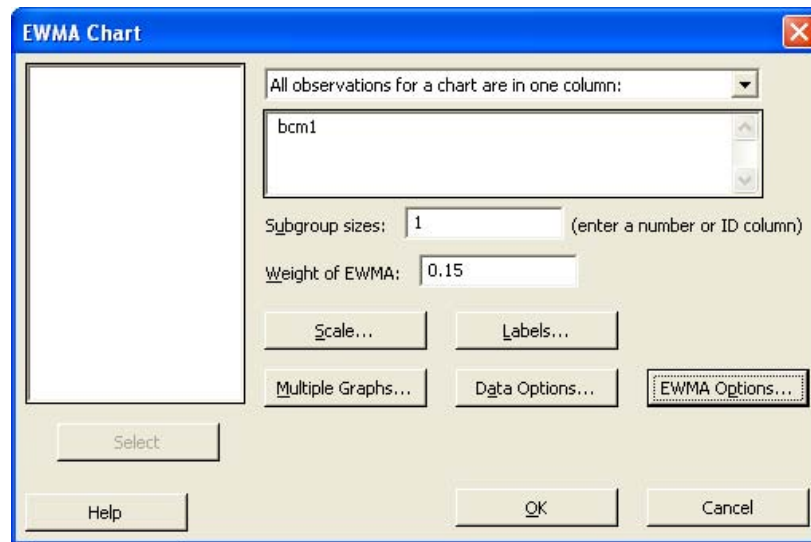 EWMA Chart
All observations for a chart are in one column:
bcm1
Subgroup sizes: 1 (enter a number or ID column)
Weight of EWMA: 0.15
Scale... Labels...
Multiple Graphs... Data Options... EWMA Options...
Select
Help OK Cancel